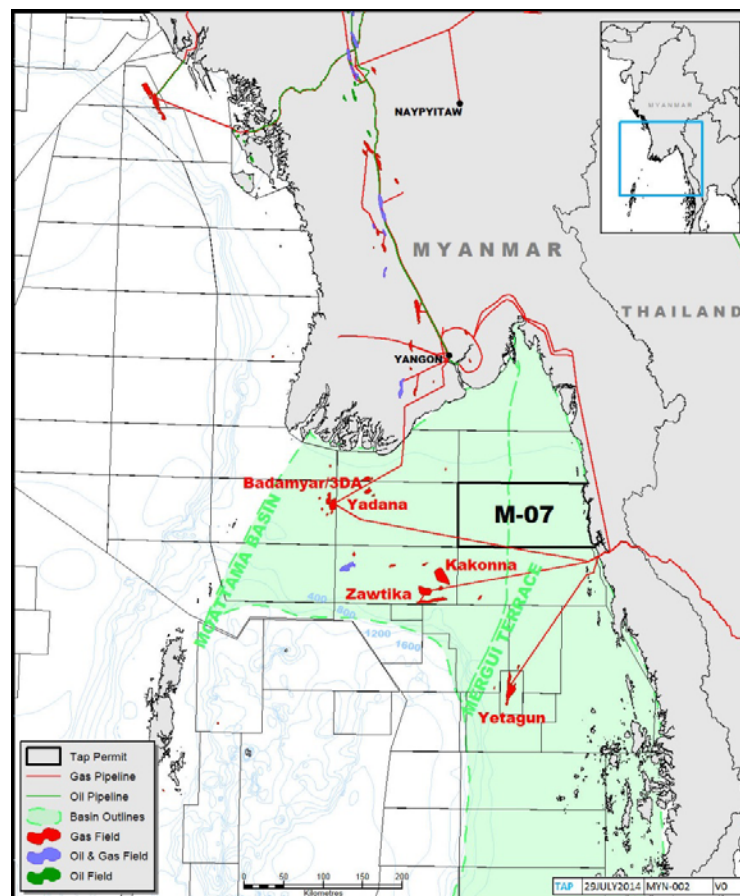 MYANMAR
NAYPYITAW
MYANMAR
THAILAND
YANGON
Badamyar/3DA
Yadana
M-07
MOATTAMA BASIN
Kakonna
Zawtika
MERGUI TERRACE
400
800
1200
1600
Yetagun
Tap Permit
Gas Pipeline
Oil Pipeline
Basin Outlines
Gas Field
Oil & Gas Field
Oil Field
0 50 100 150 200
Kilometres
TAP 29JULY2014 MYN-002 V0